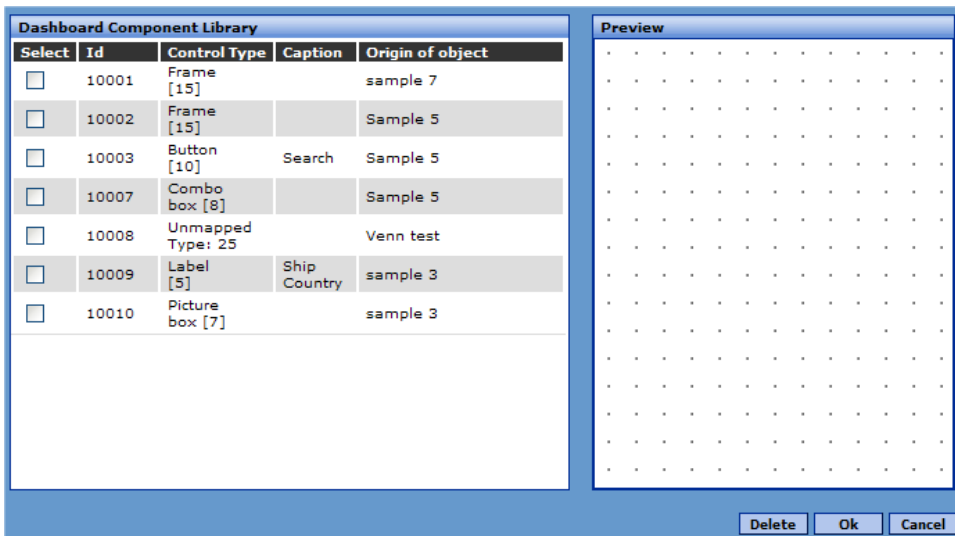 Dashboard Component Library
Select Id Control Type Caption Origin of object
10001 Frame [15] sample 7
10002 Frame [15] Sample 5
10003 Button [10] Search Sample 5
10007 Combo box [8] Sample 5
10008 Unmapped Type: 25 Venn test
10009 Label [5] Ship Country sample 3
10010 Picture box [7] sample 3
Preview
Delete Ok Cancel